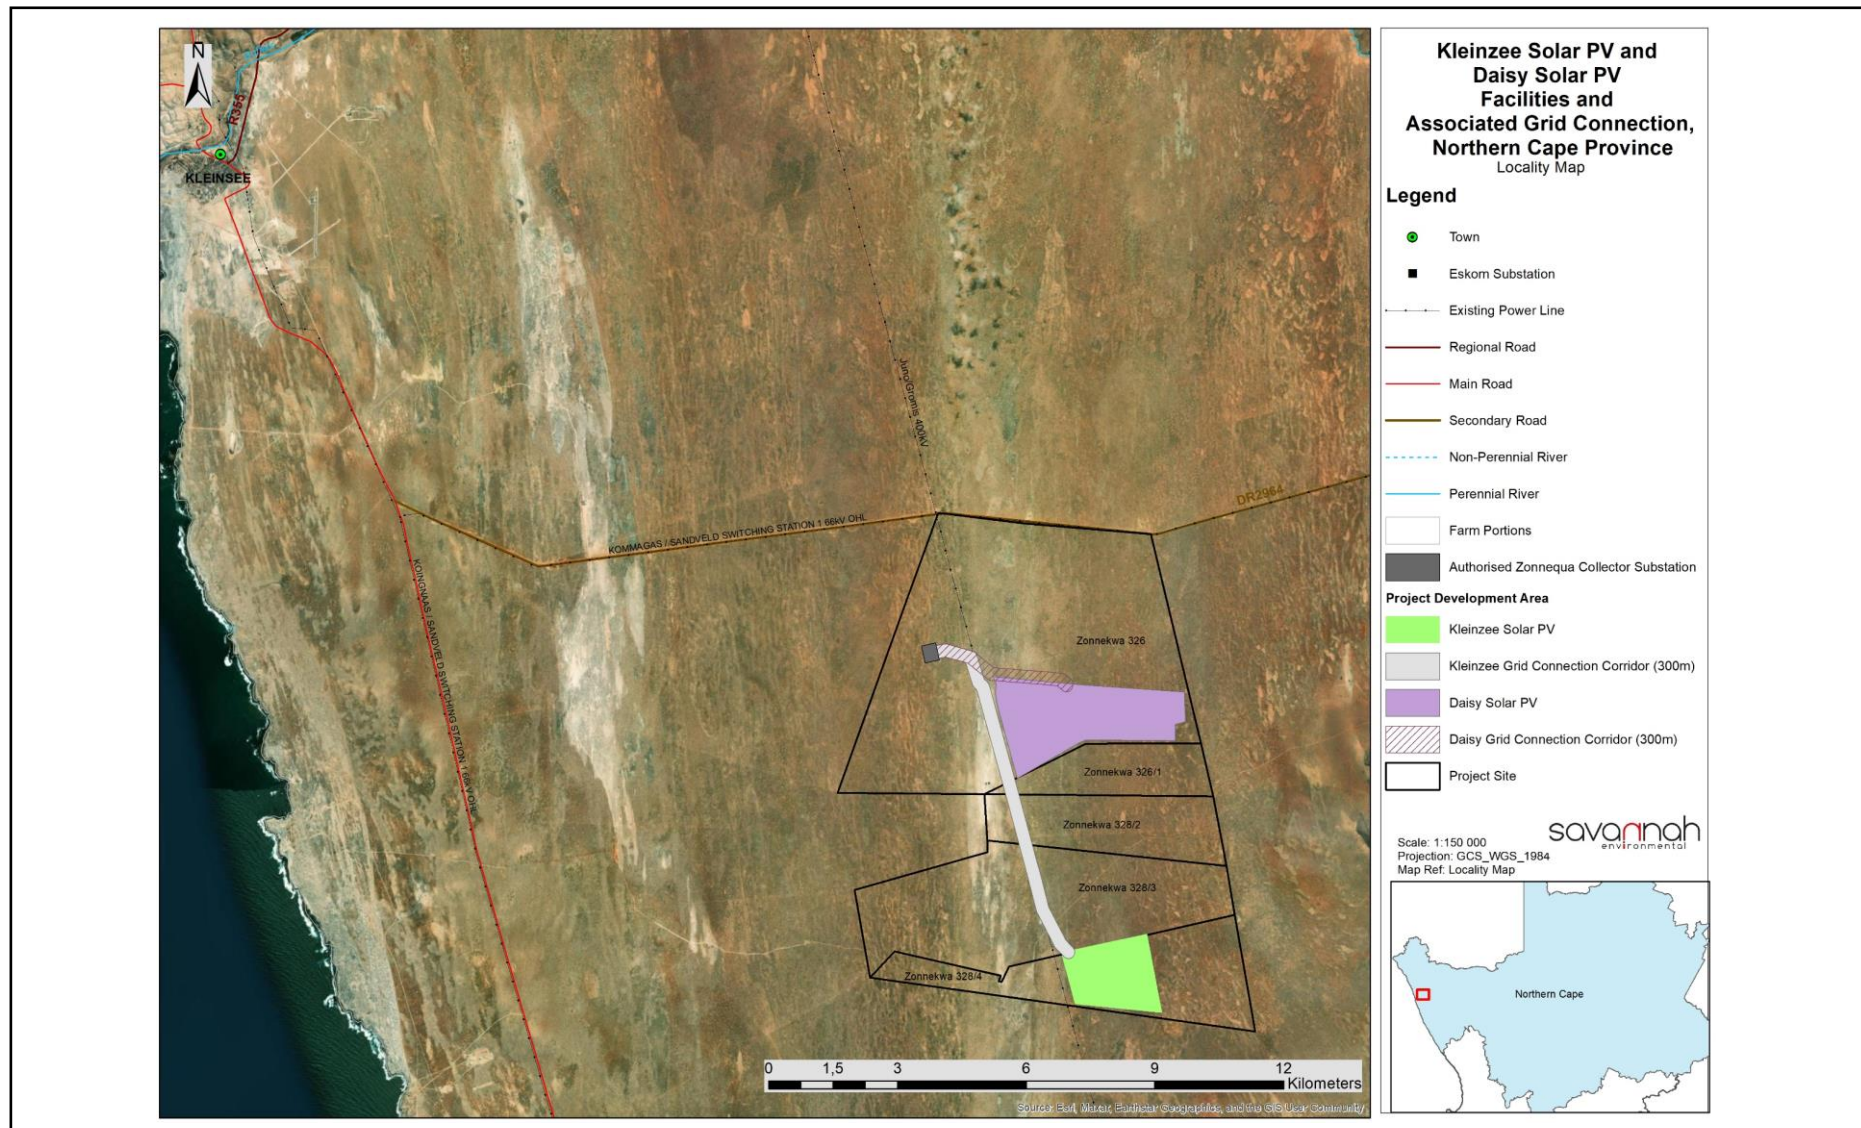 Kleinzee Solar PV and
Daisy Solar PV
Facilities and
Associated Grid Connection,
Northern Cape Province
Locality Map
Legend
Town
Eskom Substation
Existing Power Line
Regional Road
Main Road
Secondary Road
Non-Perennial River
Perennial River
Farm Portions
Authorised Zonnequa Collector Substation
Project Development Area
Kleinzee Solar PV
Kleinzee Grid Connection Corridor (300m)
Daisy Solar PV
Daisy Grid Connection Corridor (300m)
Project Site
Scale: 1:150 000
Projection: GCS_WGS_1984
Map Ref: Locality Map
savannah
environmental
Northern Cape
N
R355
KLEINSEE
Juno/Gromis 400kV
DR2964
KOMMAGAS / SANDVELD SWITCHING STATION 1 66kV OHL
KOINGNAAS / SANDVELD SWITCHING STATION 1 66kV OHL
Zonnekwa 326
Zonnekwa 326/1
Zonnekwa 328/2
Zonnekwa 328/3
Zonnekwa 328/4
0 1,5 3 6 9 12
Kilometers
Source: Esri, Maxar, Earthstar Geographics, and the GIS User Community